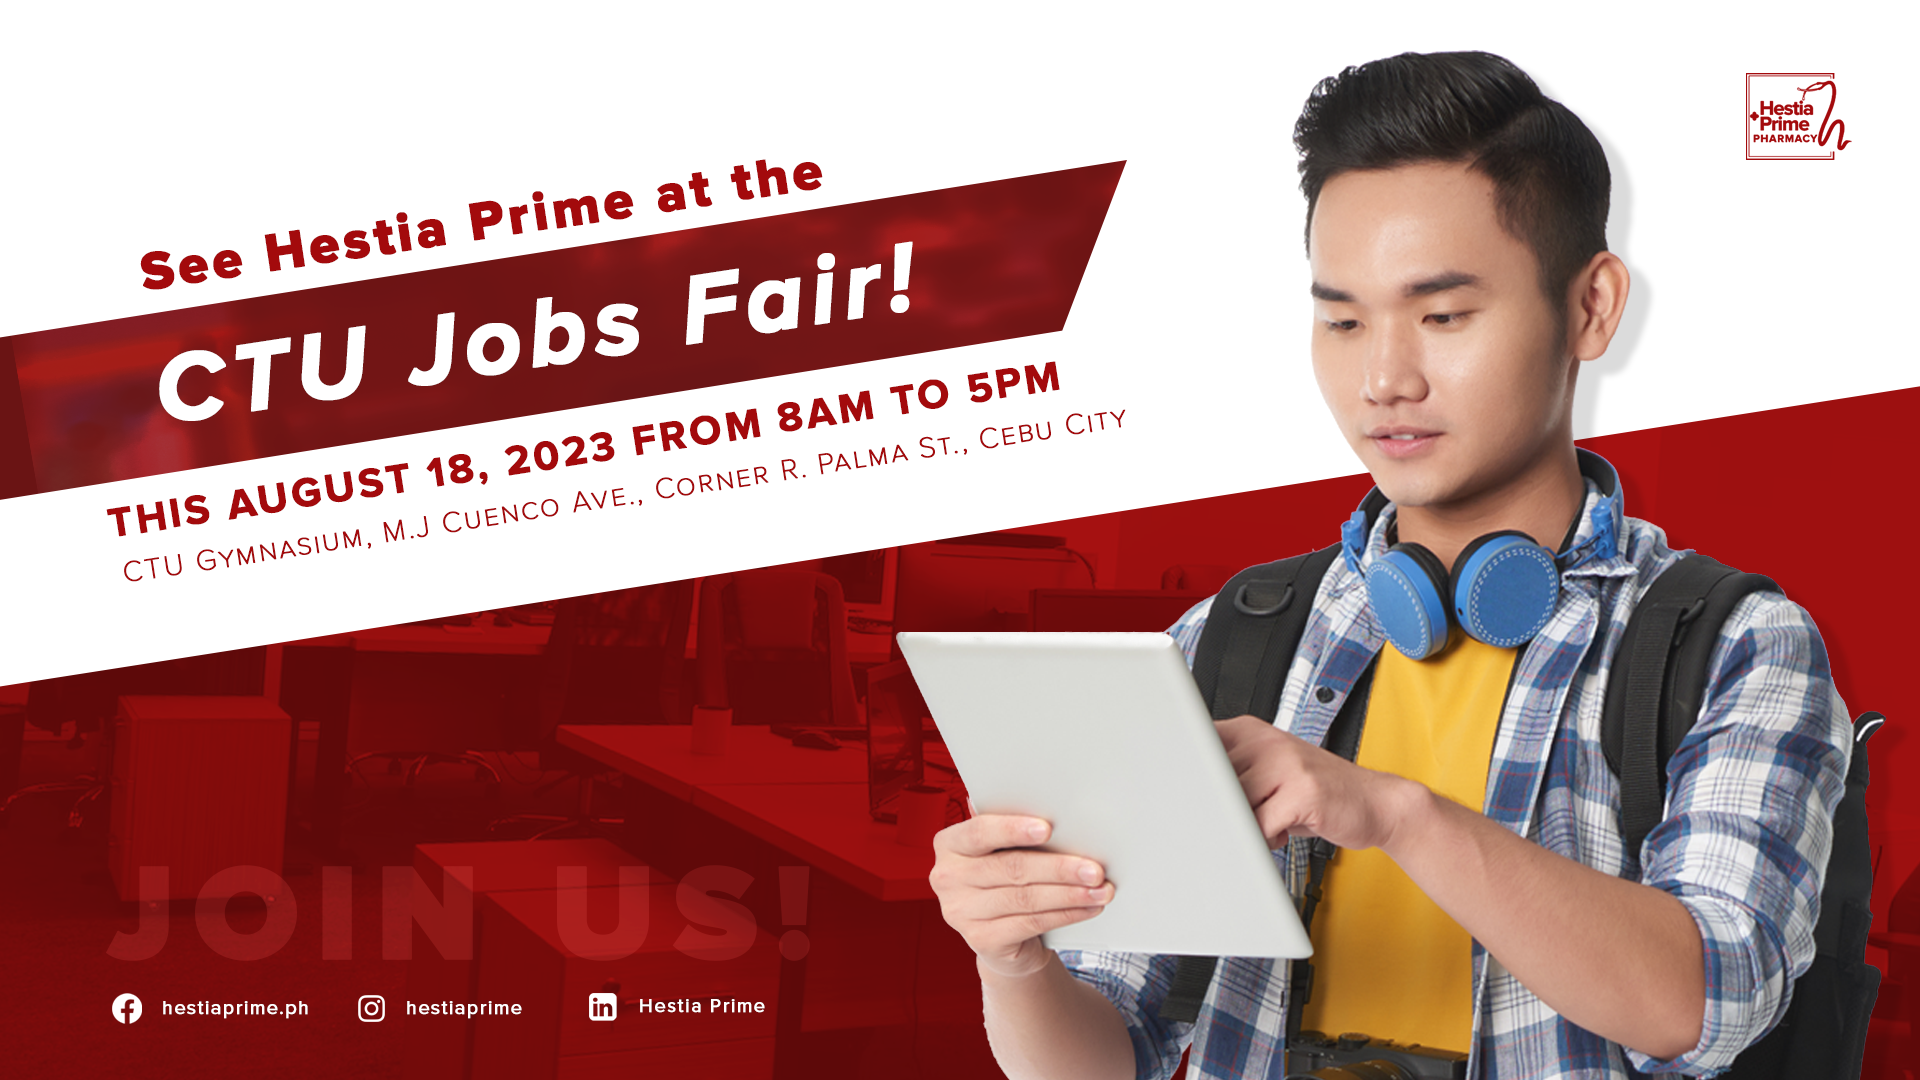 See Hestia Prime at the
CTU Jobs Fair!
THIS AUGUST 18, 2023 FROM 8AM TO 5PM
CTU GYMNASIUM, M.J CUENCO AVE., CORNER R. PALMA ST., CEBU CITY
Hestia
Prime
PHARMACY
JOIN US!
hestiaprime.ph
hestiaprime
Hestia Prime